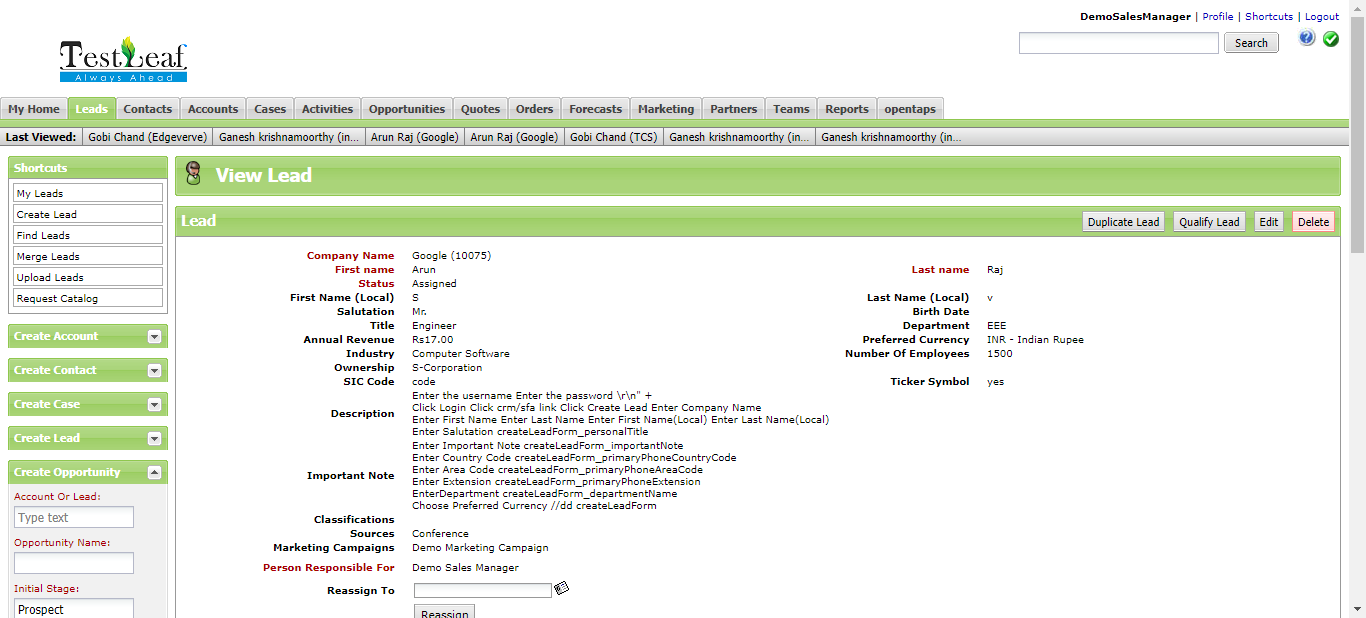 DemoSalesManager | Profile | Shortcuts | Logout
Search
TestLeaf
Always Ahead
My Home Leads Contacts Accounts Cases Activities Opportunities Quotes Orders Forecasts Marketing Partners Teams Reports opentaps
Last Viewed: Gobi Chand (Edgeverve) Ganesh krishnamoorthy (in... Arun Raj (Google) Arun Raj (Google) Gobi Chand (TCS) Ganesh krishnamoorthy (in... Ganesh krishnamoorthy (in...
Shortcuts
My Leads
Create Lead
Find Leads
Merge Leads
Upload Leads
Request Catalog
Create Account
Create Contact
Create Case
Create Lead
Create Opportunity
Account Or Lead:
Type text
Opportunity Name:
Initial Stage:
Prospect
View Lead
Lead Duplicate Lead Qualify Lead Edit Delete
Company Name Google (10075)
First name Arun Last name Raj
Status Assigned
First Name (Local) S Last Name (Local) v
Salutation Mr. Birth Date
Title Engineer Department EEE
Annual Revenue Rs17.00 Preferred Currency INR - Indian Rupee
Industry Computer Software Number Of Employees 1500
Ownership S-Corporation
SIC Code code Ticker Symbol yes
Description
Enter the username Enter the password \r\n" +
Click Login Click crm/sfa link Click Create Lead Enter Company Name
Enter First Name Enter Last Name Enter First Name(Local) Enter Last Name(Local)
Enter Salutation createLeadForm_personalTitle
Important Note
Enter Important Note createLeadForm_importantNote
Enter Country Code createLeadForm_primaryPhoneCountryCode
Enter Area Code createLeadForm_primaryPhoneAreaCode
Enter Extension createLeadForm_primaryPhoneExtension
EnterDepartment createLeadForm_departmentName
Choose Preferred Currency //dd createLeadForm
Classifications
Sources Conference
Marketing Campaigns Demo Marketing Campaign
Person Responsible For Demo Sales Manager
Reassign To
Reassign